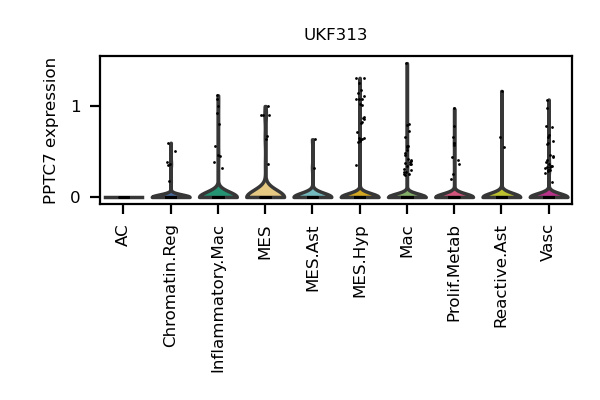 UKF313
PPTC7 expression
1
0
AC
Chromatin.Reg
Inflammatory.Mac
MES
MES.Ast
MES.Hyp
Mac
Prolif.Metab
Reactive.Ast
Vasc